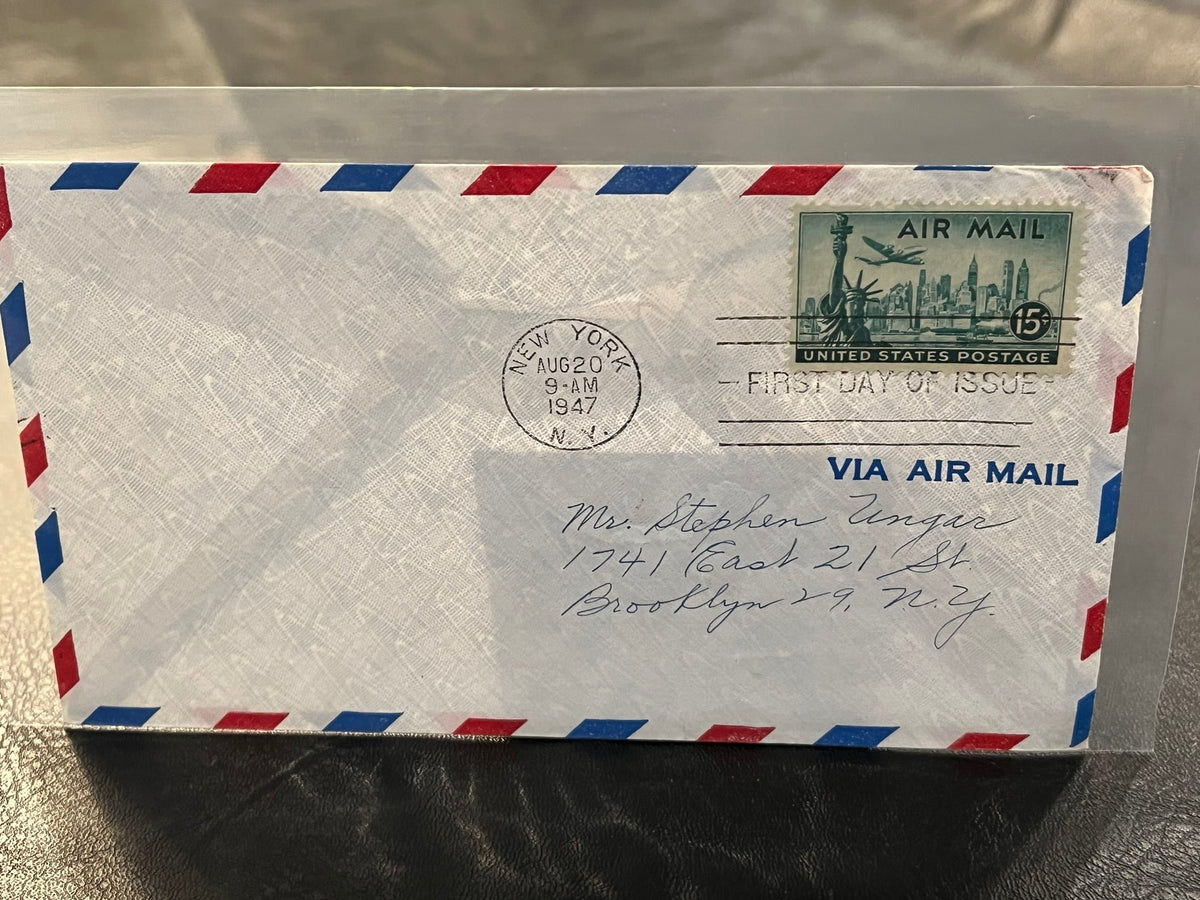 AIR MAIL
15¢
UNITED STATES POSTAGE
NEW YORK
AUG 20
9-AM
1947
N.Y.
FIRST DAY OF ISSUE
VIA AIR MAIL
Mr. Stephen Ungar
1741 East 21 St.
Brooklyn 29, N.Y.